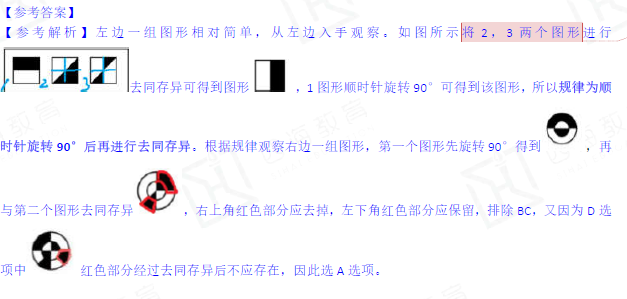 【参考答案】
【参考解析】左边一组图形相对简单，从左边入手观察。如图所示将 2，3 两个图形进行
1 2 3 去同存异可得到图形 ，1 图形顺时针旋转 90°可得到该图形，所以规律为顺
时针旋转 90°后再进行去同存异。根据规律观察右边一组图形，第一个图形先旋转 90°得到 ，再
与第二个图形去同存异 ，右上角红色部分应去掉，左下角红色部分应保留，排除 BC，又因为 D 选
项中 红色部分经过去同存异后不应存在，因此选 A 选项。